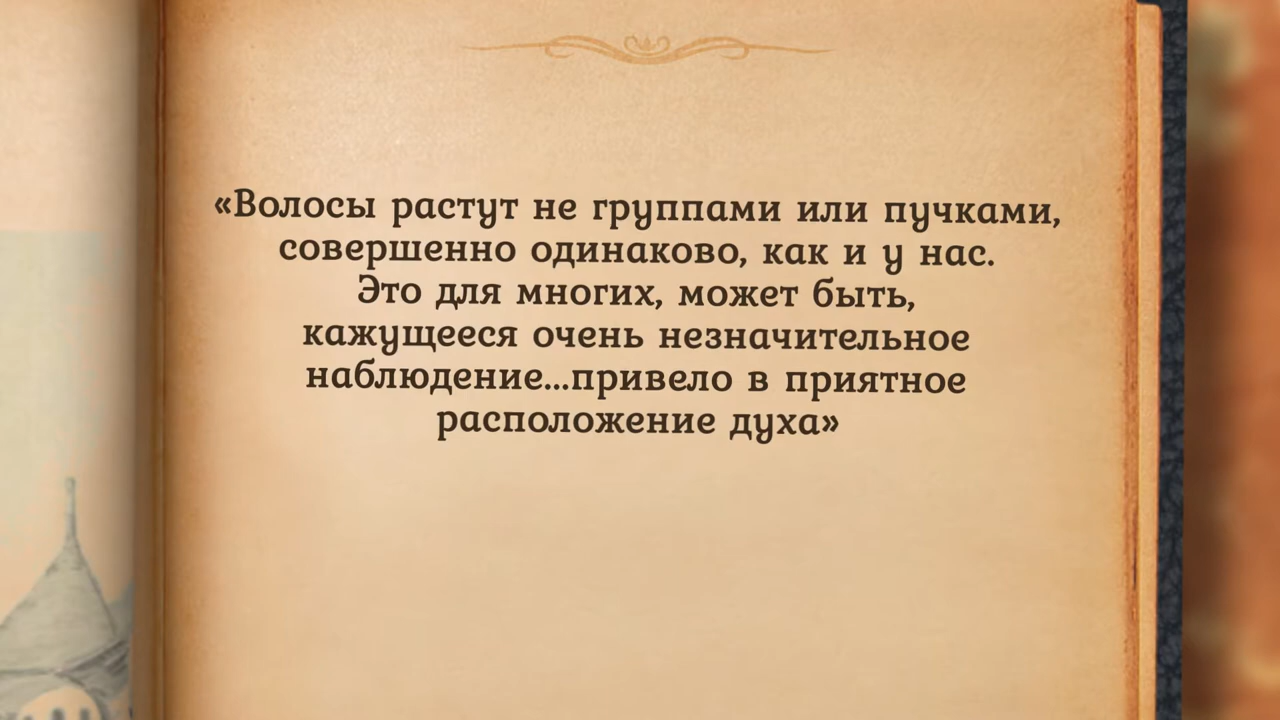 «Волосы растут не группами или пучками,
совершенно одинаково, как и у нас.
Это для многих, может быть,
кажущееся очень незначительное
наблюдение...привело в приятное
расположение духа»